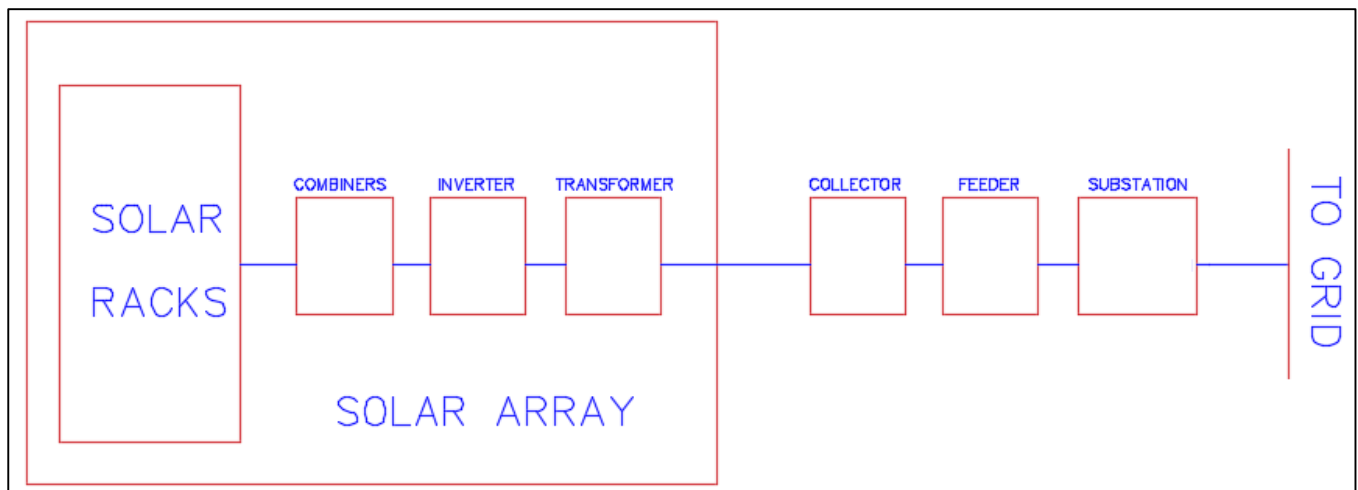 SOLAR
RACKS
COMBINERS
INVERTER
TRANSFORMER
SOLAR ARRAY
COLLECTOR
FEEDER
SUBSTATION
TO GRID